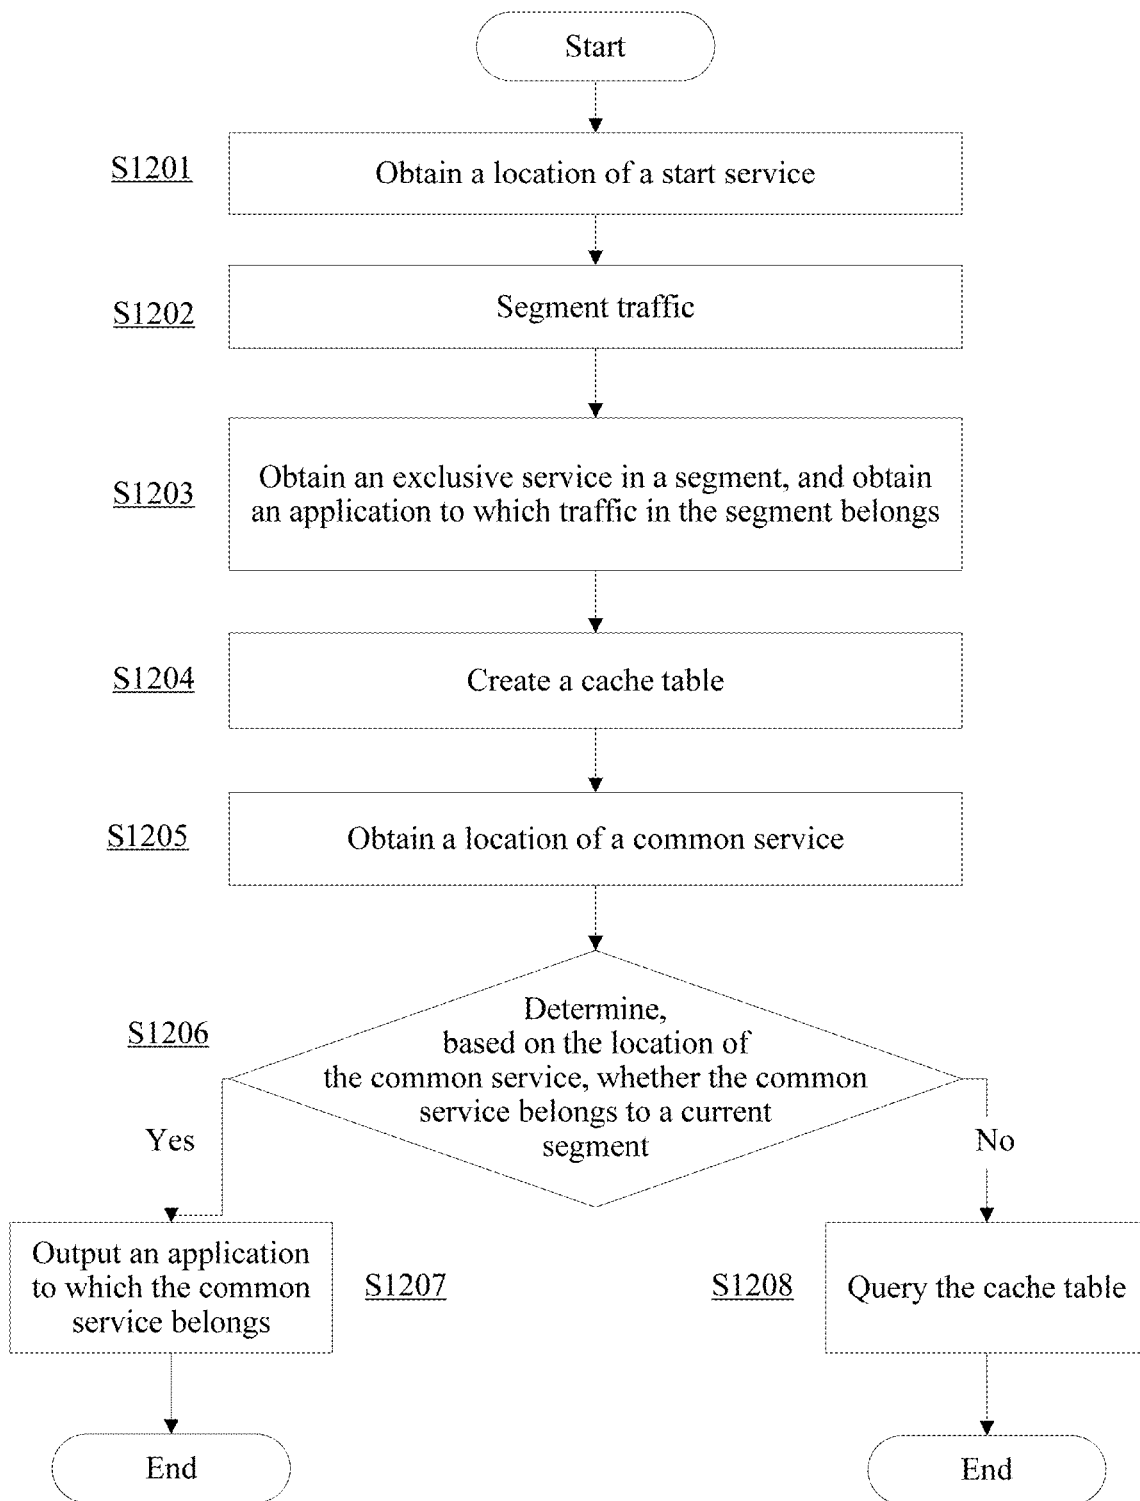 Start
S1201
Obtain a location of a start service
S1202
Segment traffic
S1203
Obtain an exclusive service in a segment, and obtain
an application to which traffic in the segment belongs
S1204
Create a cache table
S1205
Obtain a location of a common service
S1206
Determine,
based on the location of
the common service, whether the common
service belongs to a current
segment
Yes
No
Output an application
to which the common
service belongs
S1207
S1208
Query the cache table
End
End